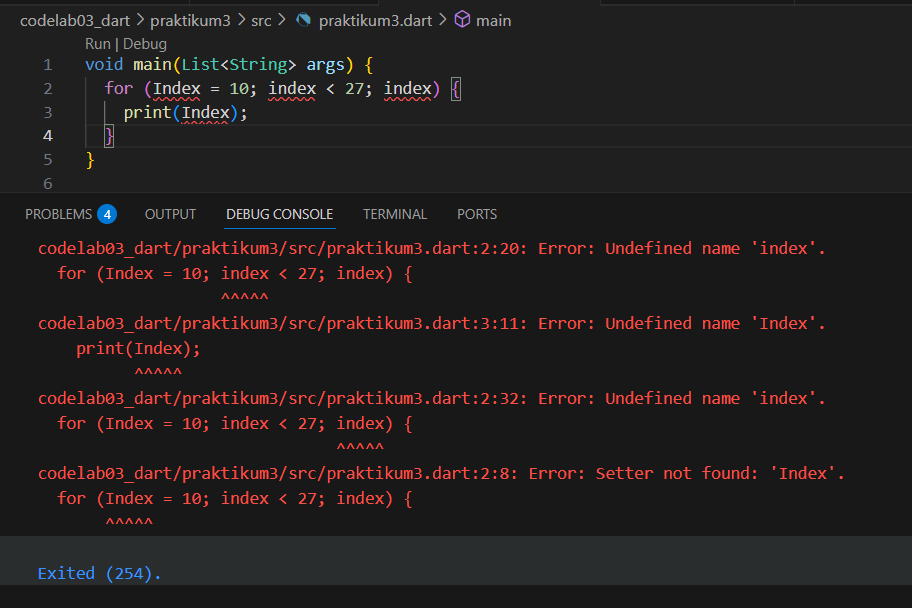 codelab03_dart > praktikum3 > src > praktikum3.dart > main
Run | Debug
1 void main(List<String> args) {
2 for (Index = 10; index < 27; index) {
3 print(Index);
4 }
5 }
6
PROBLEMS 4 OUTPUT DEBUG CONSOLE TERMINAL PORTS
codelab03_dart/praktikum3/src/praktikum3.dart:2:20: Error: Undefined name 'index'.
for (Index = 10; index < 27; index) {
^^^^^
codelab03_dart/praktikum3/src/praktikum3.dart:3:11: Error: Undefined name 'Index'.
print(Index);
^^^^^
codelab03_dart/praktikum3/src/praktikum3.dart:2:32: Error: Undefined name 'index'.
for (Index = 10; index < 27; index) {
^^^^^
codelab03_dart/praktikum3/src/praktikum3.dart:2:8: Error: Setter not found: 'Index'.
for (Index = 10; index < 27; index) {
^^^^^
Exited (254).